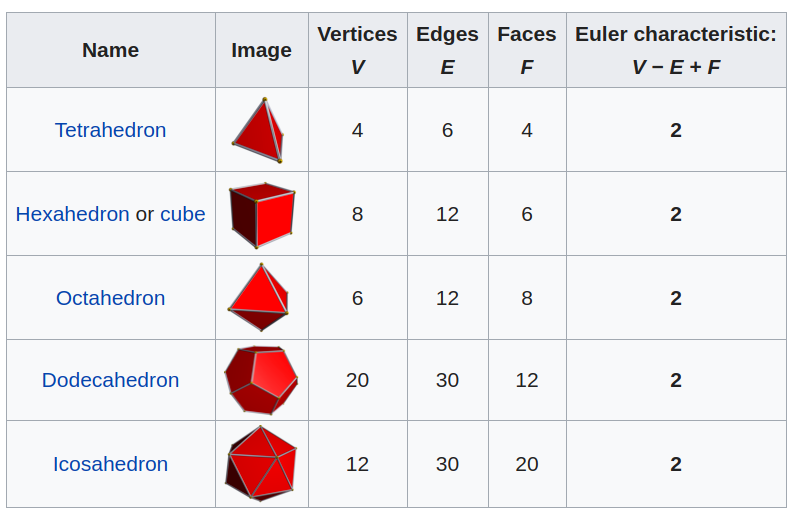 Name Image Vertices V Edges E Faces F Euler characteristic: V − E + F
Tetrahedron 4 6 4 2
Hexahedron or cube 8 12 6 2
Octahedron 6 12 8 2
Dodecahedron 20 30 12 2
Icosahedron 12 30 20 2